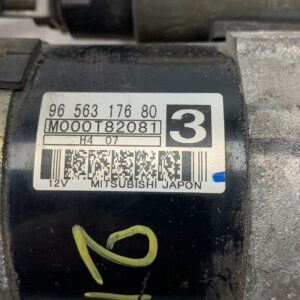 96 563 176 80
M000T82081
3
H4 07
12V MITSUBISHI JAPON